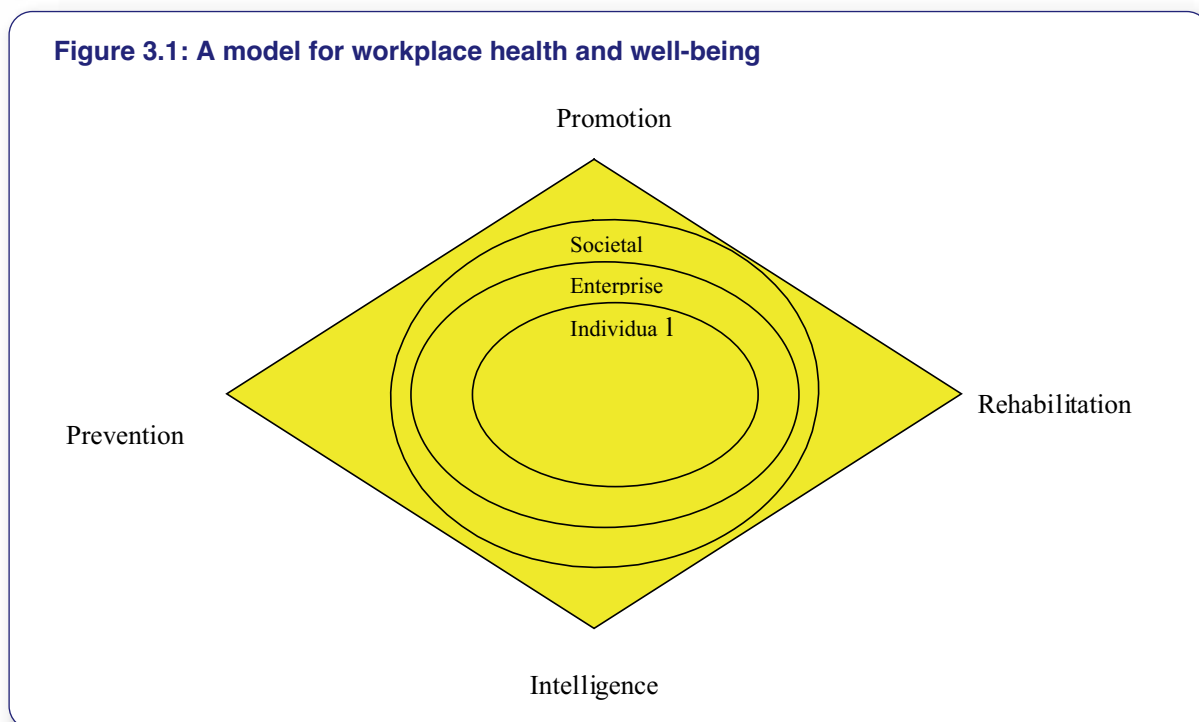 Figure 3.1: A model for workplace health and well-being
Promotion
Societal
Enterprise
Individua l
Rehabilitation
Prevention
Intelligence